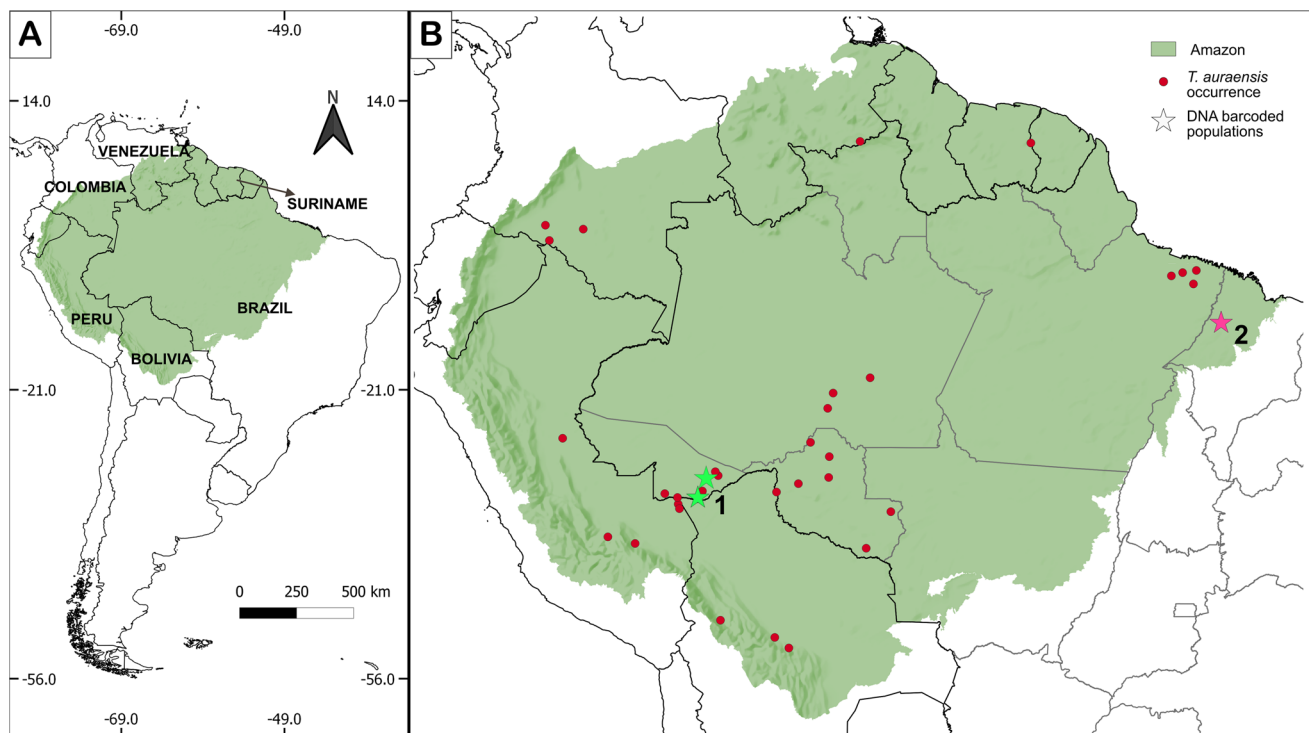 A
-69.0
-49.0
14.0
N
VENEZUELA
COLOMBIA
SURINAME
BRAZIL
PERU
BOLIVIA
-21.0
0 250 500 km
-56.0
-69.0
-49.0
B
14.0
Amazon
T. auraensis
occurrence
DNA barcoded
populations
-21.0
2
1
-56.0